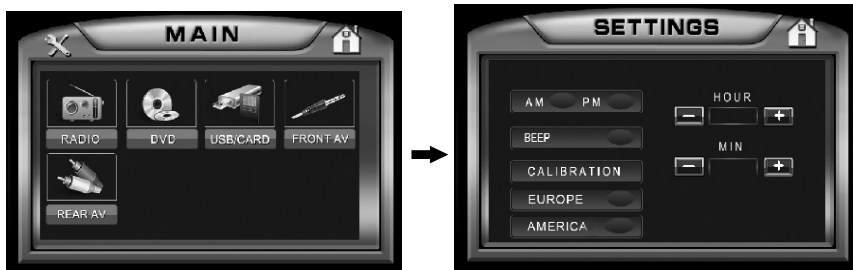 MAIN
RADIO DVD USB/CARD FRONT AV
REAR AV
SETTINGS
AM PM
BEEP
CALIBRATION
EUROPE
AMERICA
HOUR
- +
MIN
- +